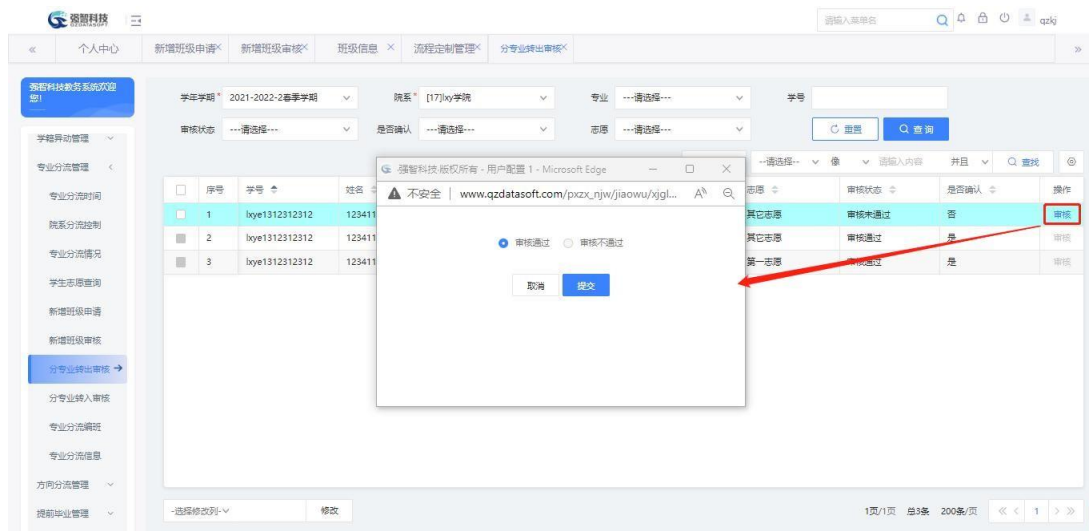 强智科技
QZDATASOFT
请输入菜单名
qzkj
个人中心 新增班级申请 新增班级审核 班级信息 流程定制管理 分专业转出审核
强智科技教务系统欢迎您!
学籍异动管理
专业分流管理
专业分流时间
院系分流控制
专业分流情况
学生志愿查询
新增班级申请
新增班级审核
分专业转出审核
分专业转入审核
专业分流编班
专业分流信息
方向分流管理
提前毕业管理
学年学期* 2021-2022-2春季学期 院系* [17]lxy学院 专业 ---请选择--- 学号
审核状态 ---请选择--- 是否确认 ---请选择--- 志愿 ---请选择--- 重置 查 询
--请选择-- 像 请输入内容 并且 查找
序号 学号 姓名 志愿 审核状态 是否确认 操作
1 lxye1312312312 123411 其它志愿 审核未通过 否 审核
2 lxye1312312312 123411 其它志愿 审核通过 是 审核
3 lxye1312312312 123411 第一志愿 审核通过 是 审核
强智科技-版权所有 - 用户配置 1 - Microsoft Edge
不安全 | www.qzdatasoft.com/pxzx_njw/jiaowu/xjgl...
审核通过 审核不通过
取消 提交
-选择修改列- 修改
1页/1页 总3条 200条/页 1